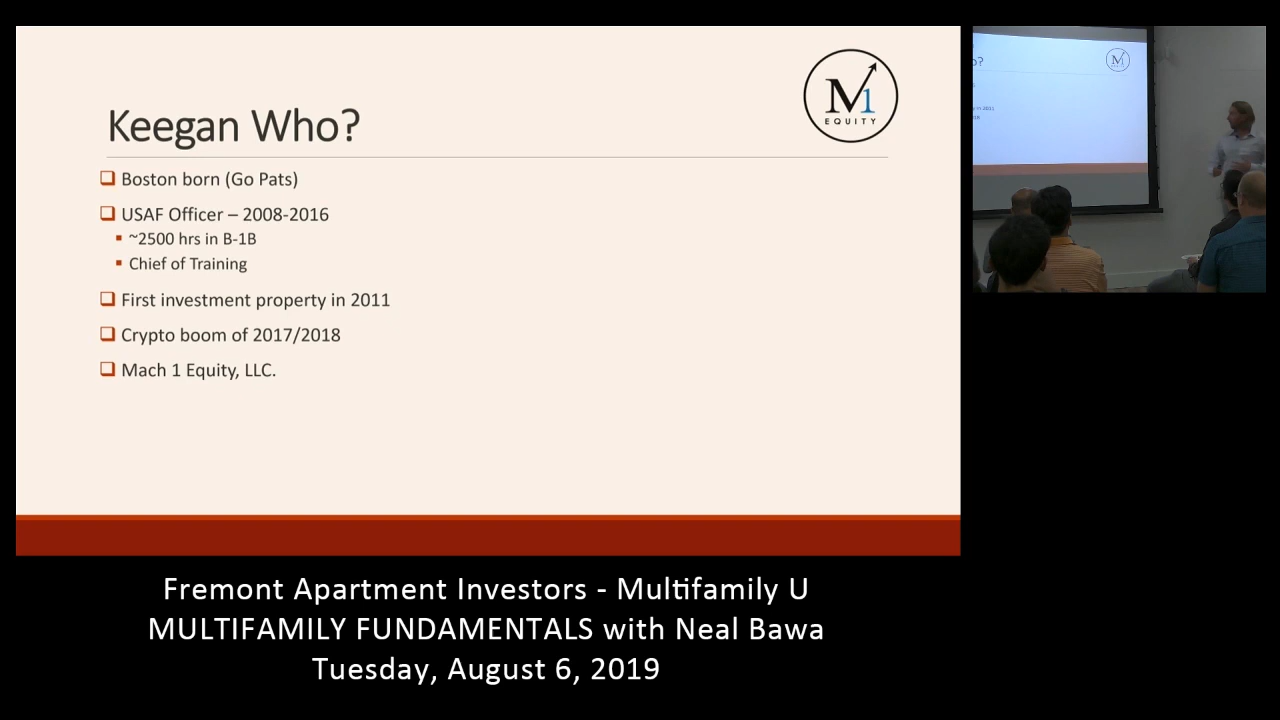 Keegan Who?
M1
EQUITY
Boston born (Go Pats)
USAF Officer – 2008-2016
~2500 hrs in B-1B
Chief of Training
First investment property in 2011
Crypto boom of 2017/2018
Mach 1 Equity, LLC.
Fremont Apartment Investors - Multifamily U
MULTIFAMILY FUNDAMENTALS with Neal Bawa
Tuesday, August 6, 2019